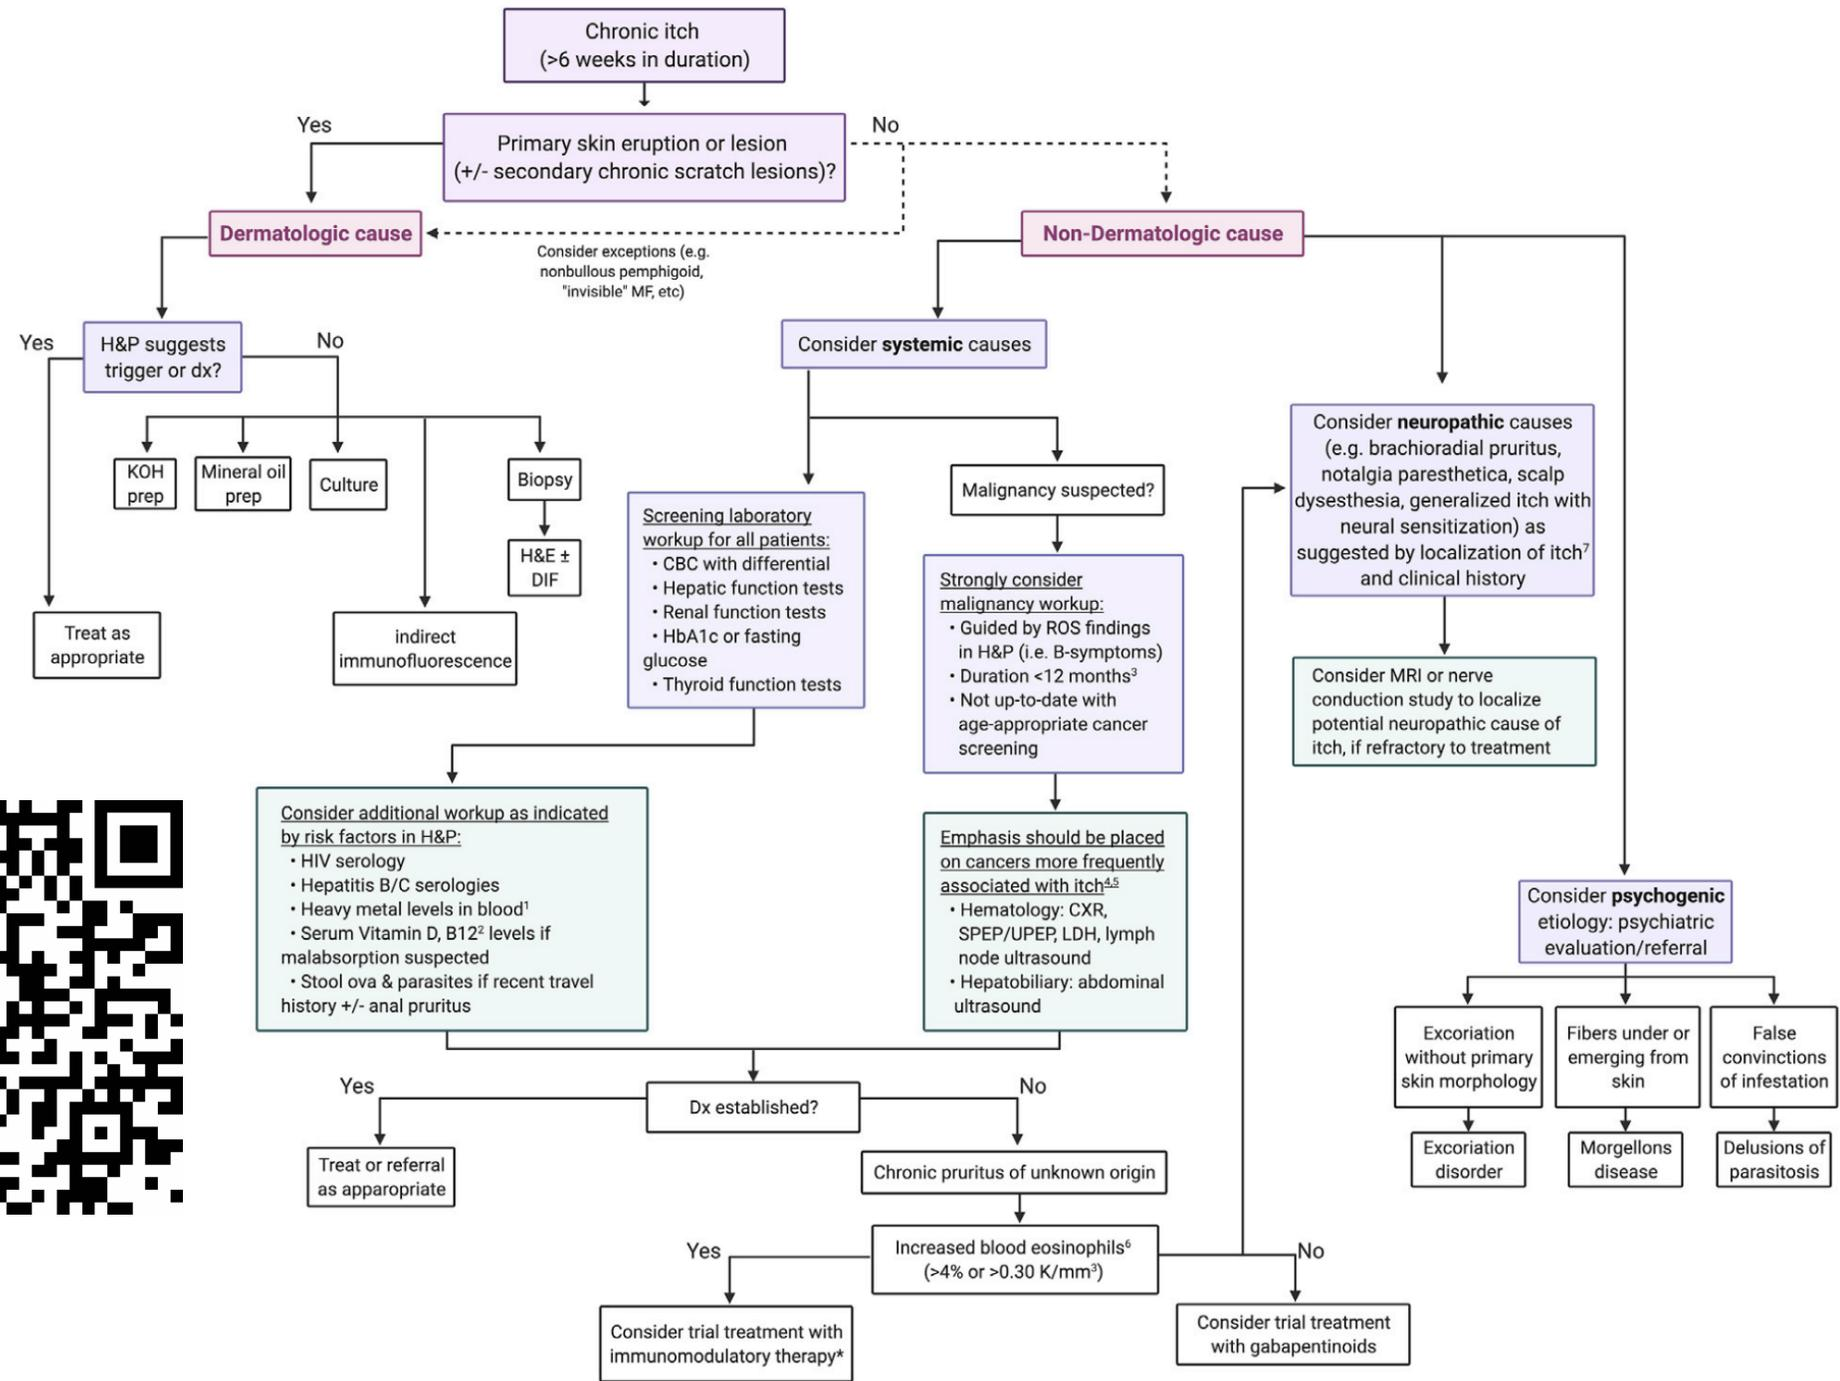 Chronic itch
(>6 weeks in duration)
Yes
Primary skin eruption or lesion
(+/- secondary chronic scratch lesions)?
No
Dermatologic cause
Consider exceptions (e.g.
nonbullous pemphigoid,
"invisible" MF, etc)
Non-Dermatologic cause
Yes
H&P suggests
trigger or dx?
No
KOH
prep
Mineral oil
prep
Culture
Biopsy
H&E ±
DIF
Treat as
appropriate
indirect
immunofluorescence
Consider systemic causes
Screening laboratory
workup for all patients:
• CBC with differential
• Hepatic function tests
• Renal function tests
• HbA1c or fasting
glucose
• Thyroid function tests
Malignancy suspected?
Strongly consider
malignancy workup:
• Guided by ROS findings
in H&P (i.e. B-symptoms)
• Duration <12 months³
• Not up-to-date with
age-appropriate cancer
screening
Consider neuropathic causes
(e.g. brachioradial pruritus,
notalgia paresthetica, scalp
dysesthesia, generalized itch with
neural sensitization) as
suggested by localization of itch⁷
and clinical history
Consider MRI or nerve
conduction study to localize
potential neuropathic cause of
itch, if refractory to treatment
Consider additional workup as indicated
by risk factors in H&P:
• HIV serology
• Hepatitis B/C serologies
• Heavy metal levels in blood¹
• Serum Vitamin D, B12² levels if
malabsorption suspected
• Stool ova & parasites if recent travel
history +/- anal pruritus
Emphasis should be placed
on cancers more frequently
associated with itch⁴,⁵
• Hematology: CXR,
SPEP/UPEP, LDH, lymph
node ultrasound
• Hepatobiliary: abdominal
ultrasound
Consider psychogenic
etiology: psychiatric
evaluation/referral
Excoriation
without primary
skin morphology
Fibers under or
emerging from
skin
False
convictions
of infestation
Excoriation
disorder
Morgellons
disease
Delusions of
parasitosis
Yes
Dx established?
No
Treat or referral
as apparopriate
Chronic pruritus of unknown origin
Yes
Increased blood eosinophils⁶
(>4% or >0.30 K/mm³)
No
Consider trial treatment with
immunomodulatory therapy*
Consider trial treatment
with gabapentinoids